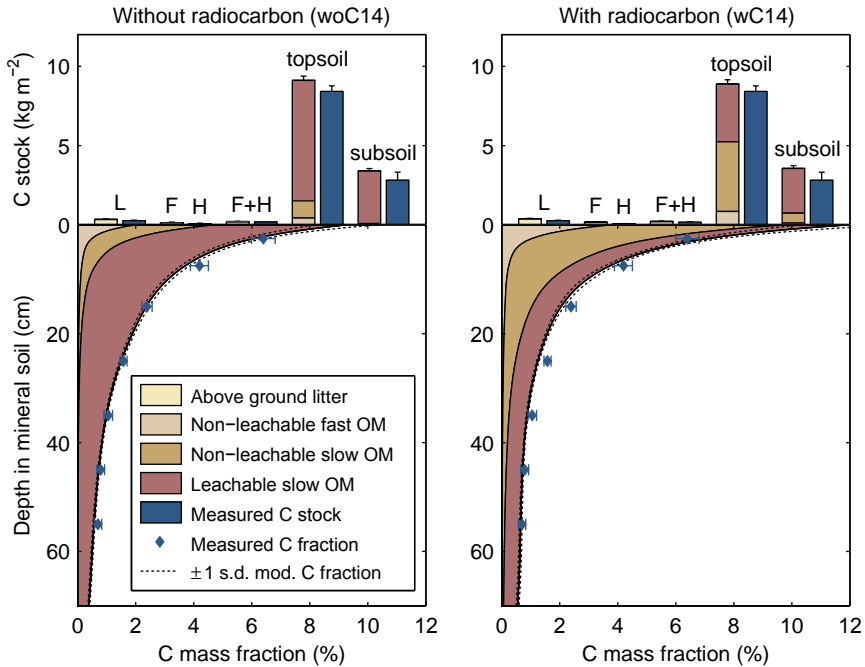 Without radiocarbon (woC14)
With radiocarbon (wC14)
C stock (kg m−2)
10
5
0
topsoil
subsoil
L
F
H
F+H
10
5
0
topsoil
subsoil
L
F
H
F+H
Depth in mineral soil (cm)
20
40
60
Above ground litter
Non−leachable fast OM
Non−leachable slow OM
Leachable slow OM
Measured C stock
Measured C fraction
±1 s.d. mod. C fraction
20
40
60
0 2 4 6 8 10 12
C mass fraction (%)
0 2 4 6 8 10 12
C mass fraction (%)